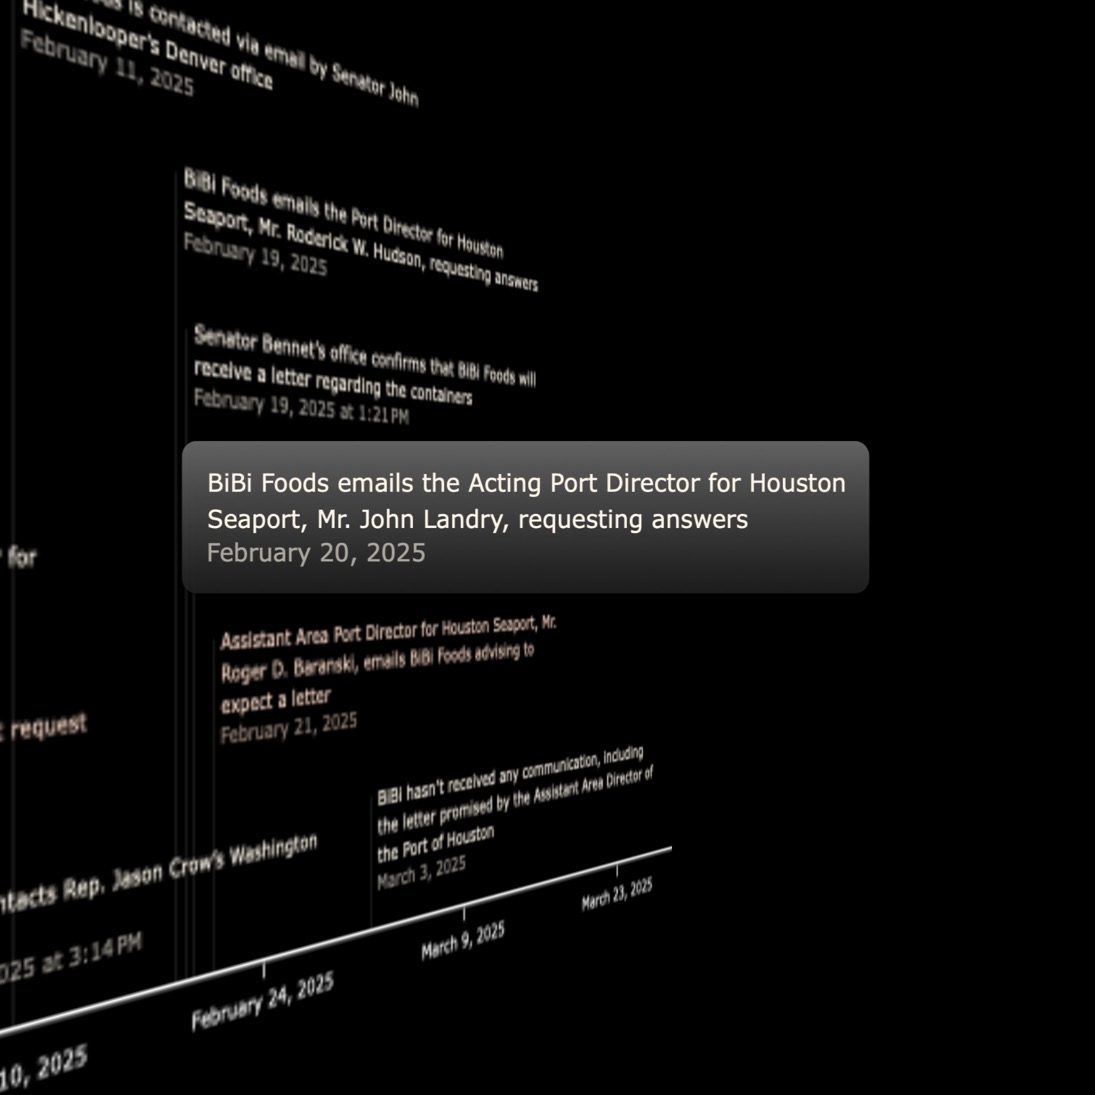 is contacted via email by Senator John
Hickenlooper's Denver office
February 11, 2025
BiBi Foods emails the Port Director for Houston
Seaport, Mr. Roderick W. Hudson, requesting answers
February 19, 2025
Senator Bennet's office confirms that BiBi Foods will
receive a letter regarding the containers
February 19, 2025 at 1:21 PM
BiBi Foods emails the Acting Port Director for Houston
Seaport, Mr. John Landry, requesting answers
February 20, 2025
for
Assistant Area Port Director for Houston Seaport, Mr.
Roger D. Baranski, emails BiBi Foods advising to
expect a letter
February 21, 2025
request
BiBi hasn't received any communication, including
the letter promised by the Assistant Area Director of
the Port of Houston
March 3, 2025
ntacts Rep. Jason Crow's Washington
025 at 3:14 PM
10, 2025
February 24, 2025
March 9, 2025
March 23, 2025